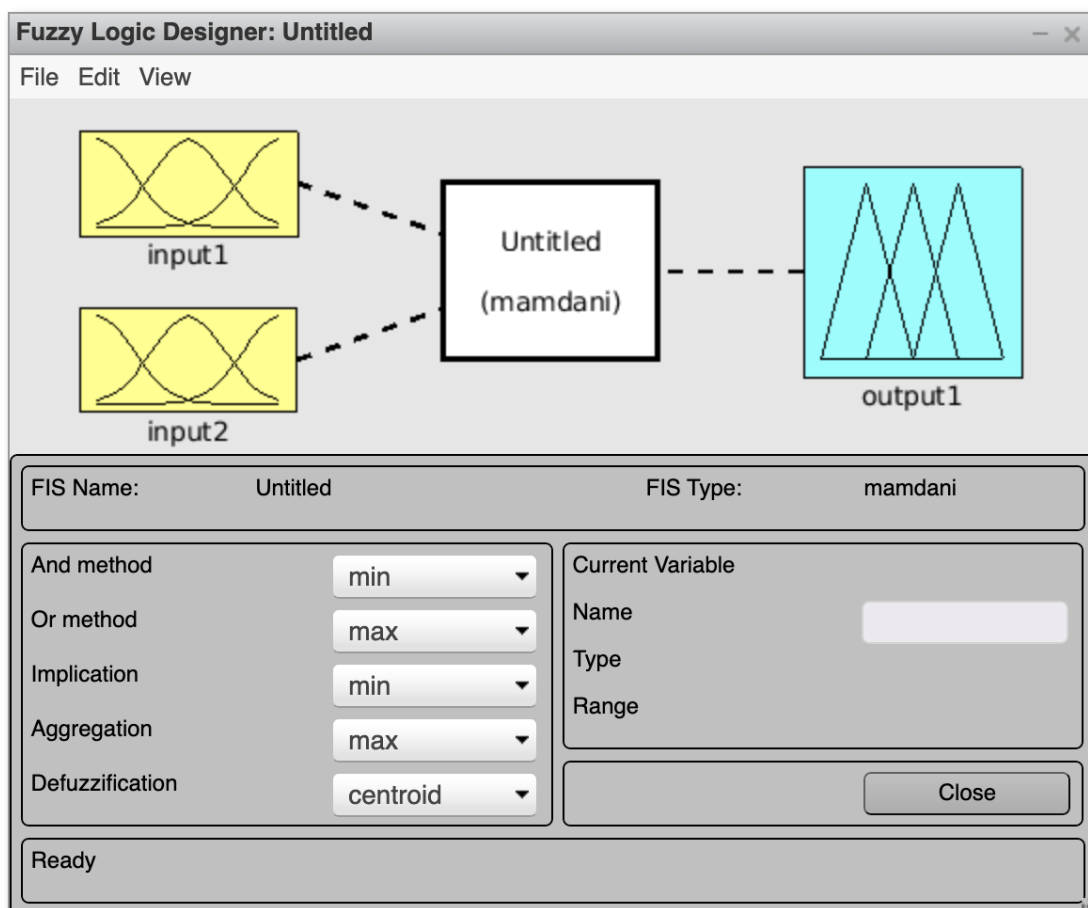 Fuzzy Logic Designer: Untitled
File Edit View
input1
input2
Untitled
(mamdani)
output1
FIS Name: Untitled FIS Type: mamdani
And method min
Or method max
Implication min
Aggregation max
Defuzzification centroid
Current Variable
Name
Type
Range
Close
Ready